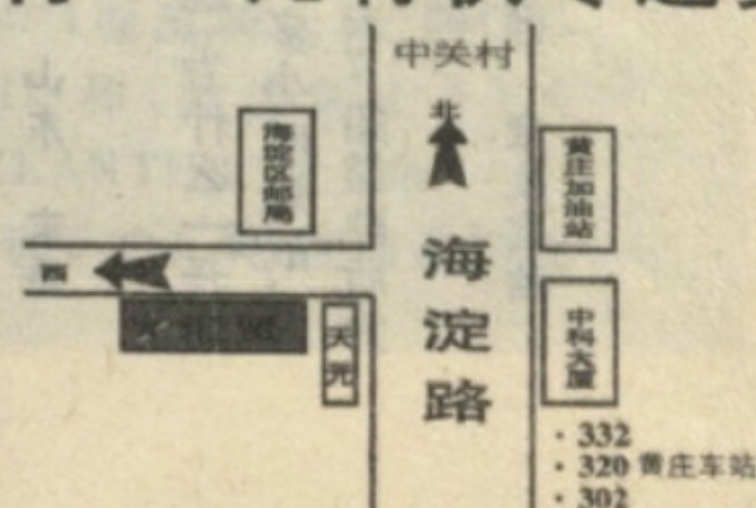 中关村
北
海淀区邮局
黄庄加油站
西
海淀路
天元
中科大厦
· 332
· 320 黄庄车站
· 302